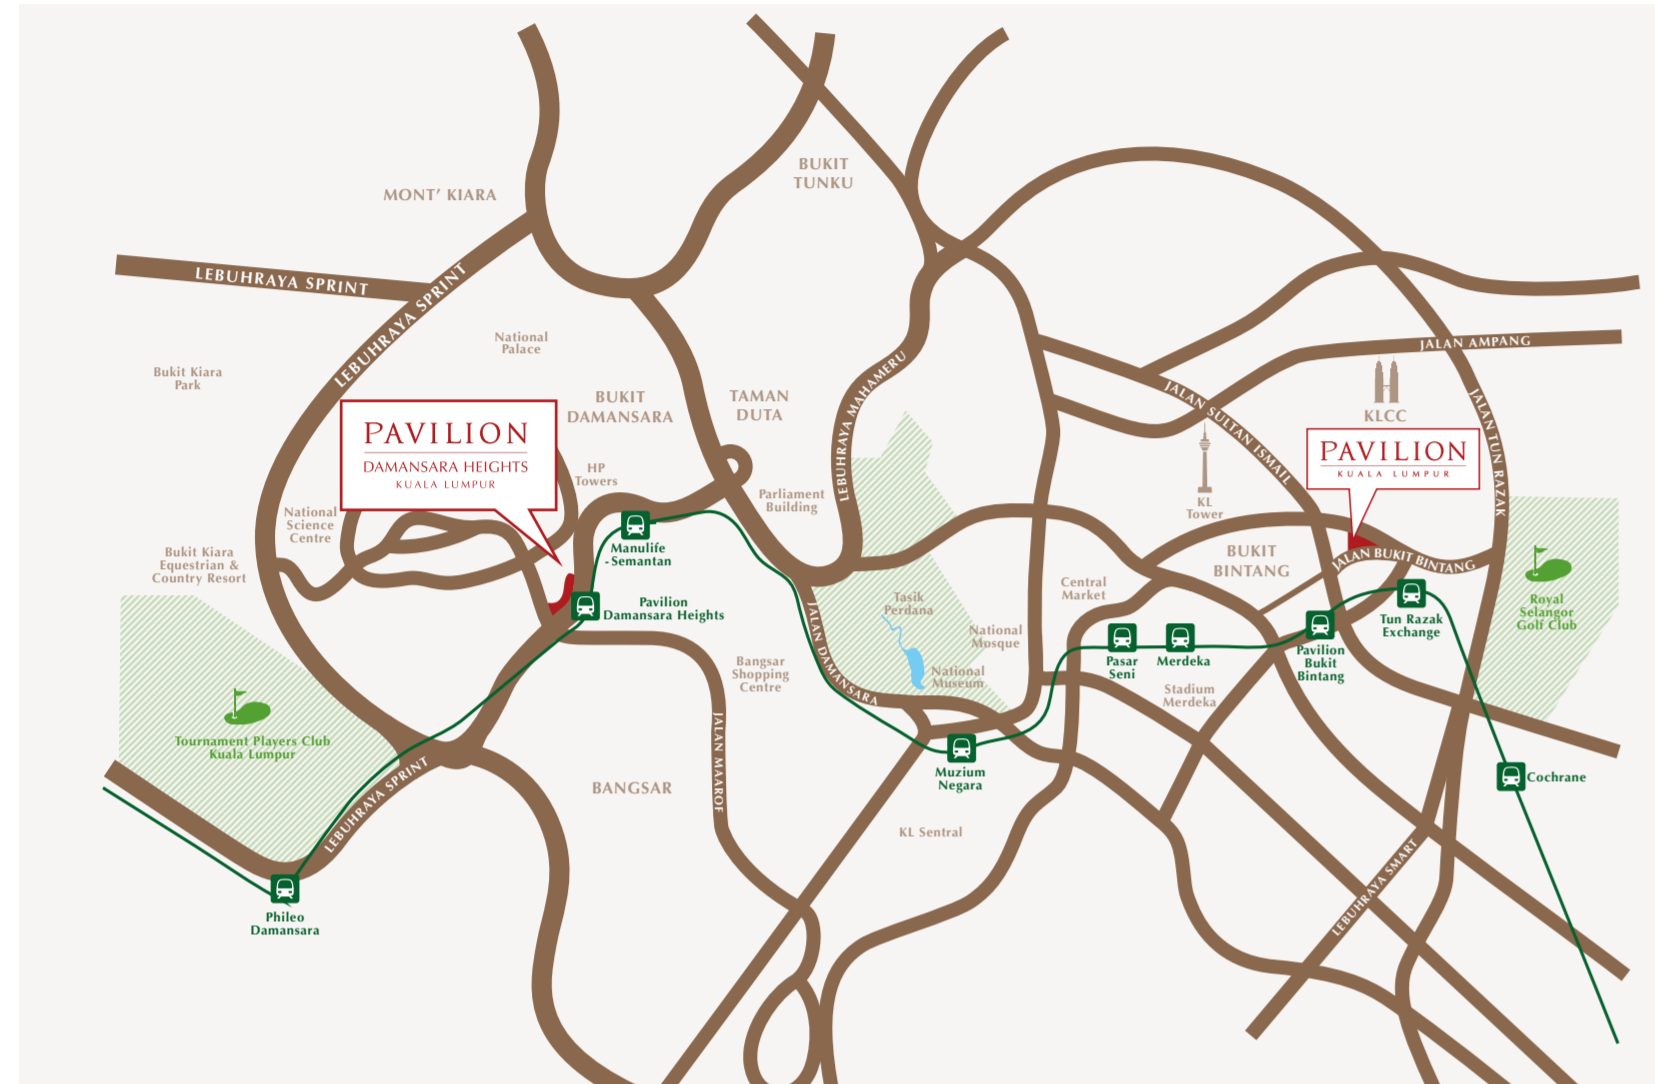 BUKIT
TUNKU
MONT' KIARA
LEBUHRAYA SPRINT
LEBUHRAYA SPRINT
National
Palace
Bukit Kiara
Park
JALAN AMPANG
KLCC
JALAN TUN RAZAK
JALAN SULTAN ISMAIL
LEBUHRAYA MAHAMERU
BUKIT
DAMANSARA
TAMAN
DUTA
PAVILION
DAMANSARA HEIGHTS
KUALA LUMPUR
PAVILION
KUALA LUMPUR
HP
Towers
Parliament
Building
KL
Tower
National
Science
Centre
Bukit Kiara
Equestrian &
Country Resort
Manulife
-Semantan
BUKIT
BINTANG
JALAN BUKIT BINTANG
Central
Market
Tasik
Perdana
Pavilion
Damansara Heights
National
Mosque
Royal
Selangor
Golf Club
Tun Razak
Exchange
Pasar
Seni
Merdeka
Pavilion
Bukit
Bintang
Bangsar
Shopping
Centre
JALAN DAMANSARA
National
Museum
Stadium
Merdeka
Tournament Players Club
Kuala Lumpur
JALAN MAAROF
LEBUHRAYA SPRINT
Muzium
Negara
Cochrane
BANGSAR
KL Sentral
LEBUHRAYA SMART
Phileo
Damansara